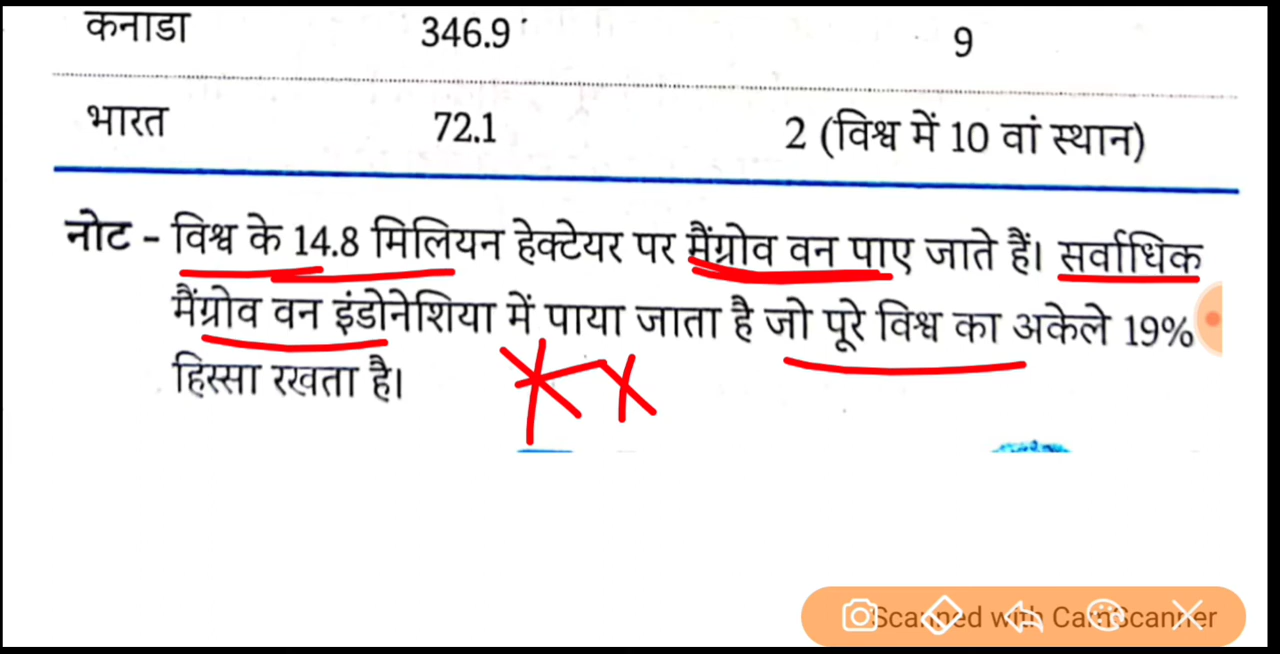 कनाडा 346.9 9
भारत 72.1 2 (विश्व में 10 वां स्थान)
नोट - विश्व के 14.8 मिलियन हेक्टेयर पर मैंग्रोव वन पाए जाते हैं। सर्वाधिक
मैंग्रोव वन इंडोनेशिया में पाया जाता है जो पूरे विश्व का अकेले 19%
हिस्सा रखता है।
Scanned with CamScanner